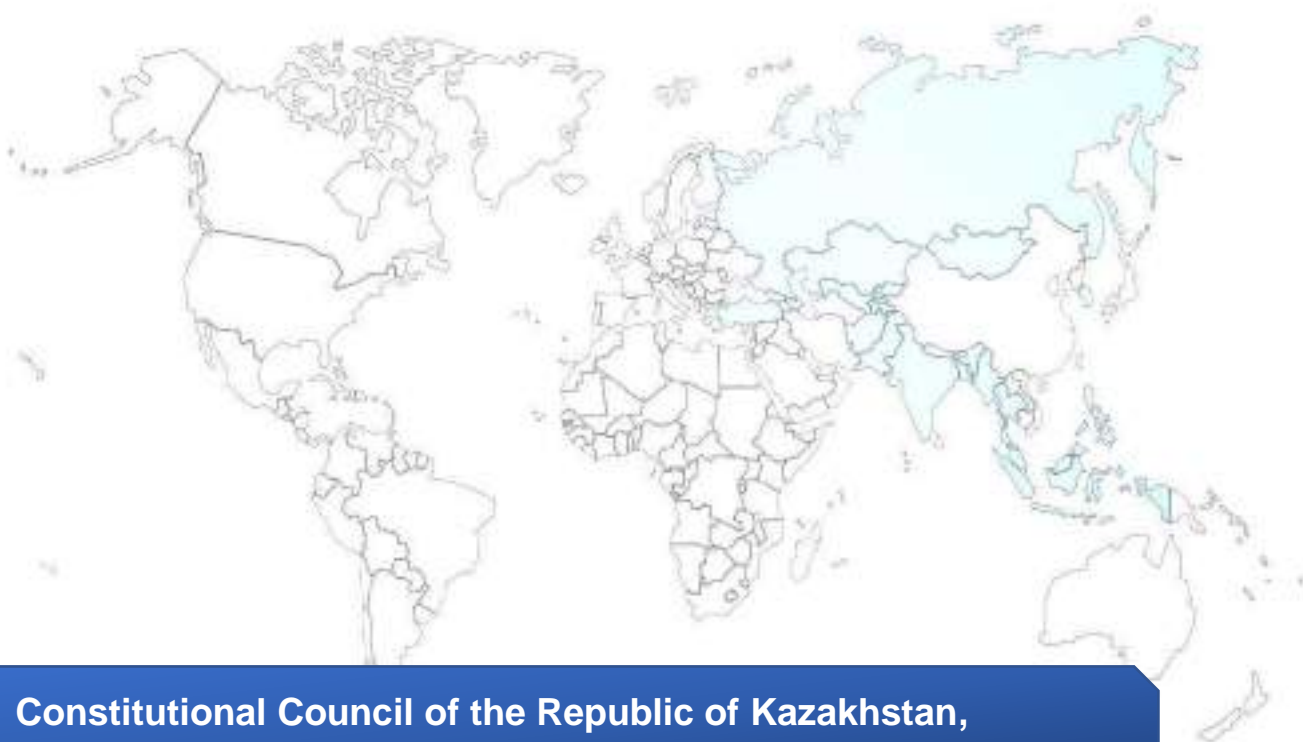 Constitutional Council of the Republic of Kazakhstan,